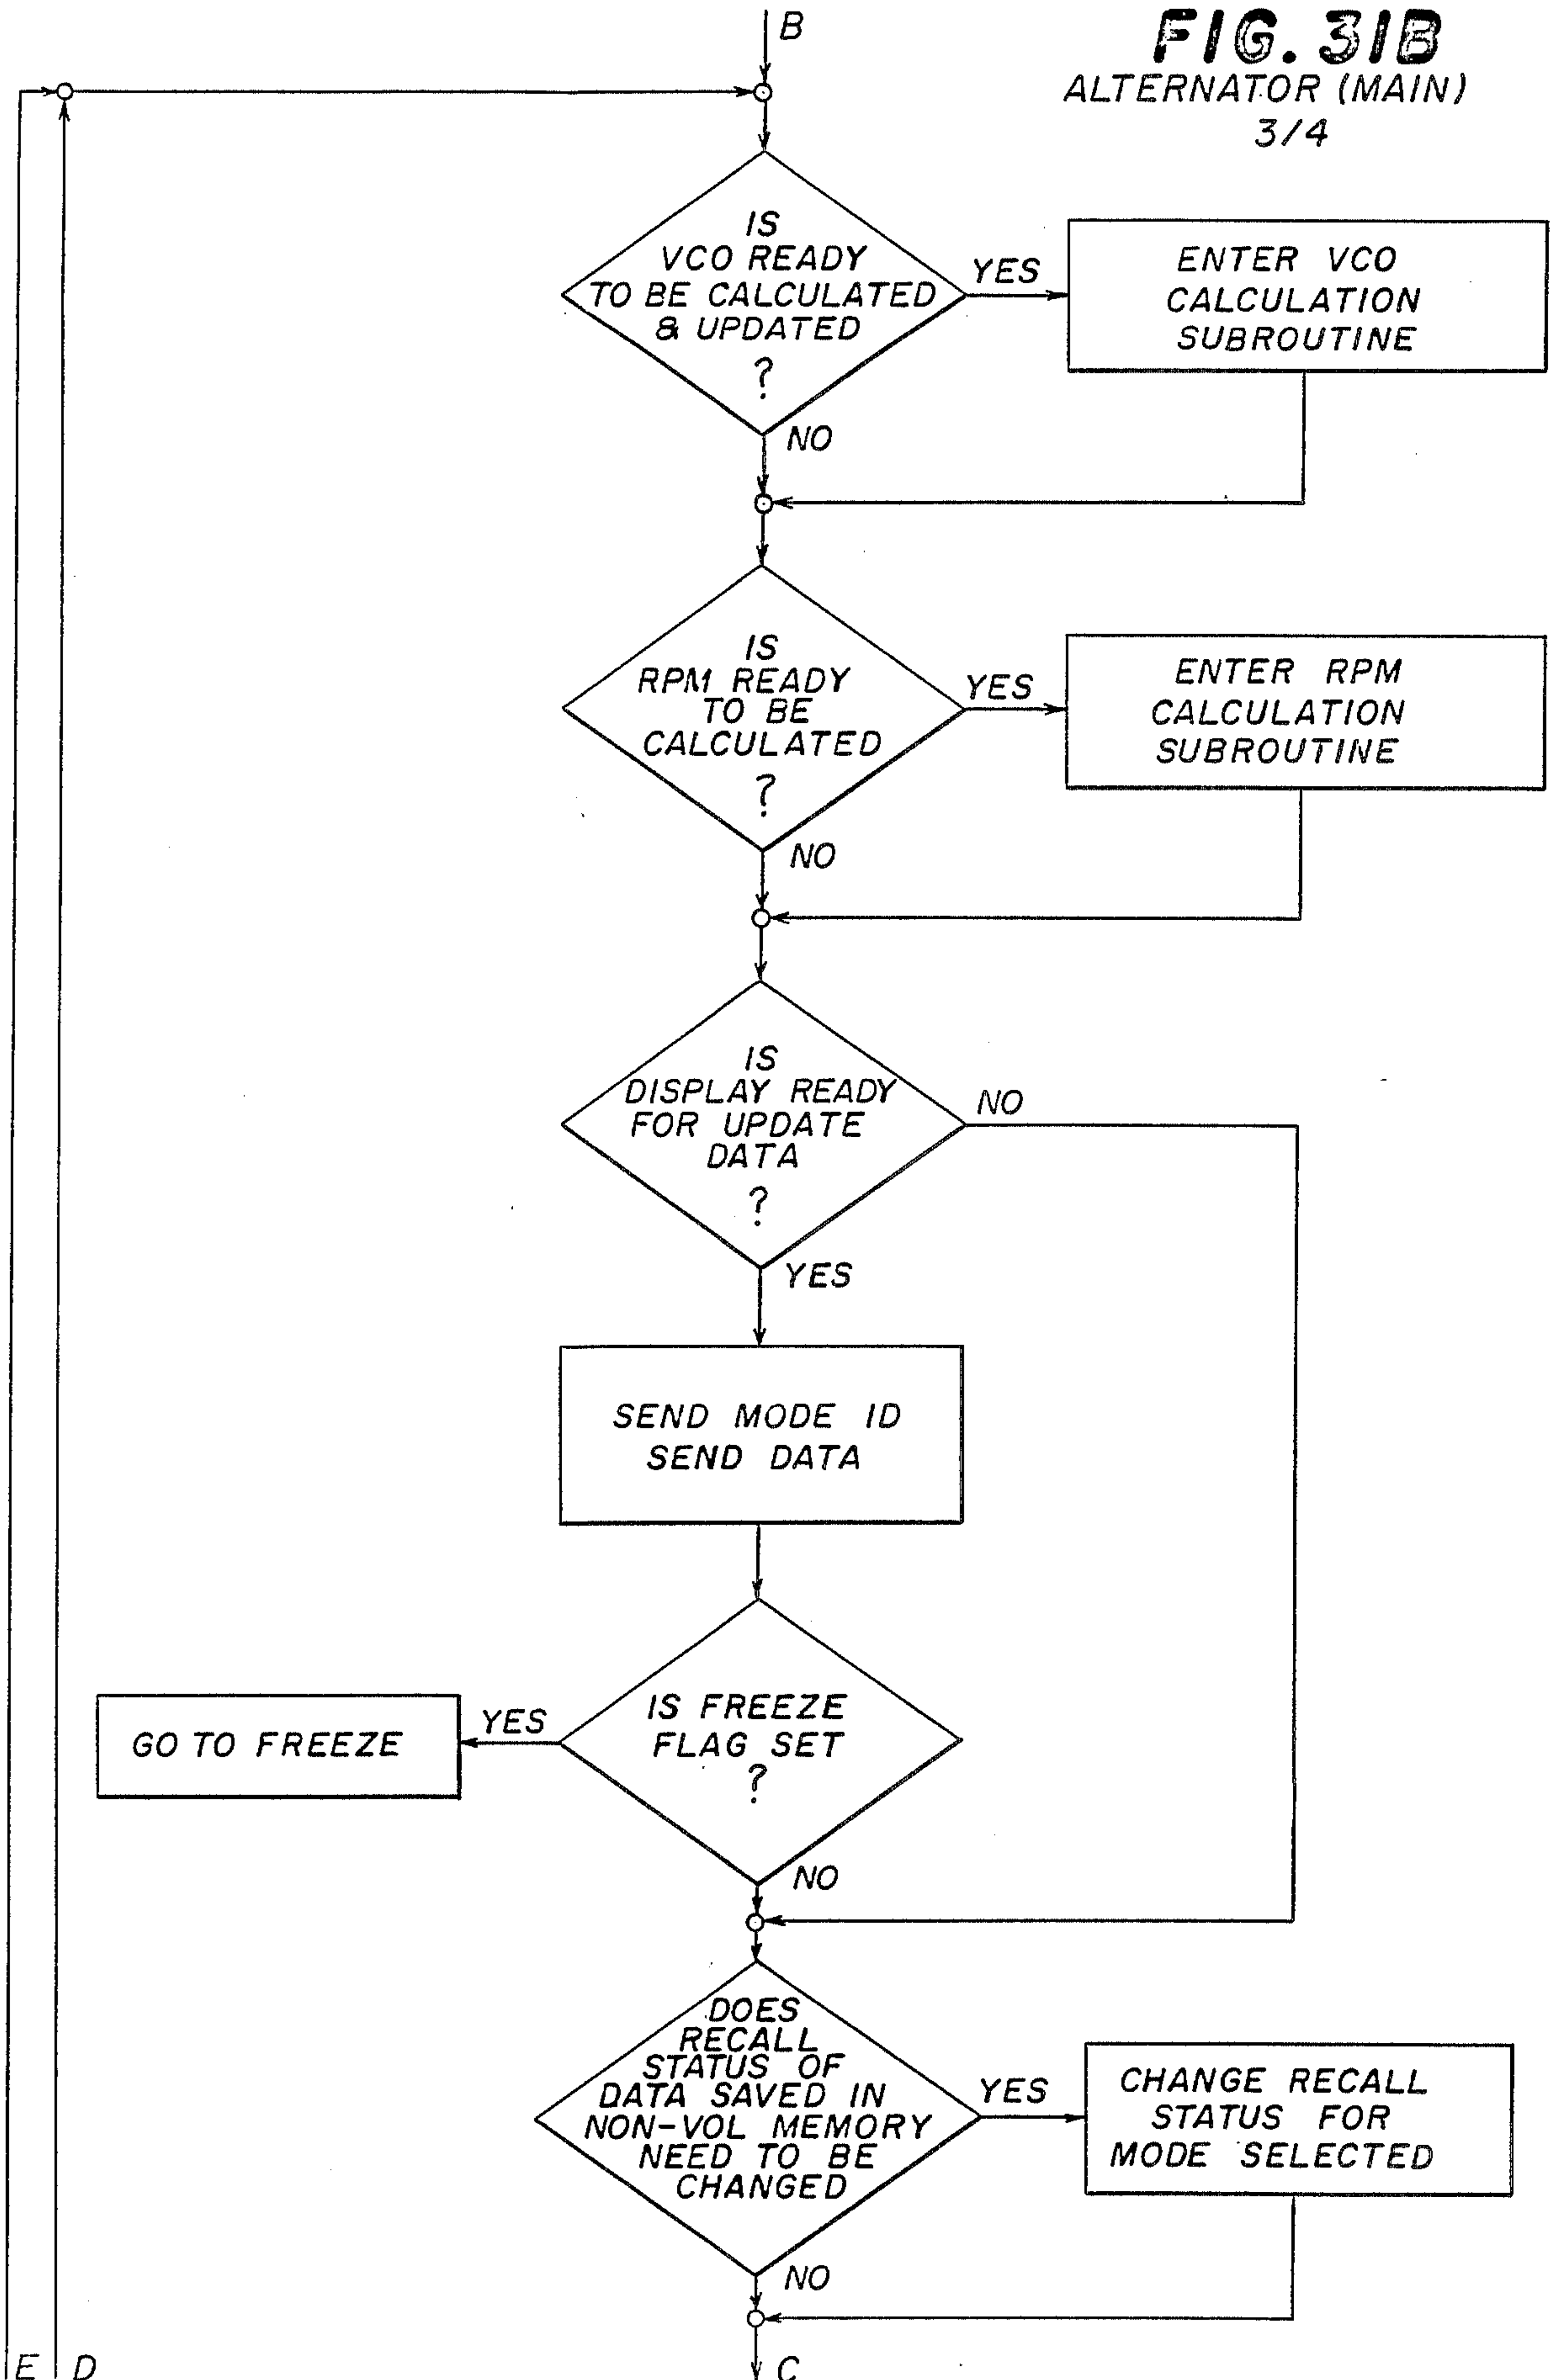 B
FIG. 31B
ALTERNATOR (MAIN)
3/4
IS
VCO READY
TO BE CALCULATED
& UPDATED
?
YES
ENTER VCO
CALCULATION
SUBROUTINE
NO
IS
RPM READY
TO BE
CALCULATED
?
YES
ENTER RPM
CALCULATION
SUBROUTINE
NO
IS
DISPLAY READY
FOR UPDATE
DATA
?
NO
YES
SEND MODE ID
SEND DATA
IS FREEZE
FLAG SET
?
YES
GO TO FREEZE
NO
DOES
RECALL
STATUS OF
DATA SAVED IN
NON-VOL MEMORY
NEED TO BE
CHANGED
YES
CHANGE RECALL
STATUS FOR
MODE SELECTED
NO
E
D
C